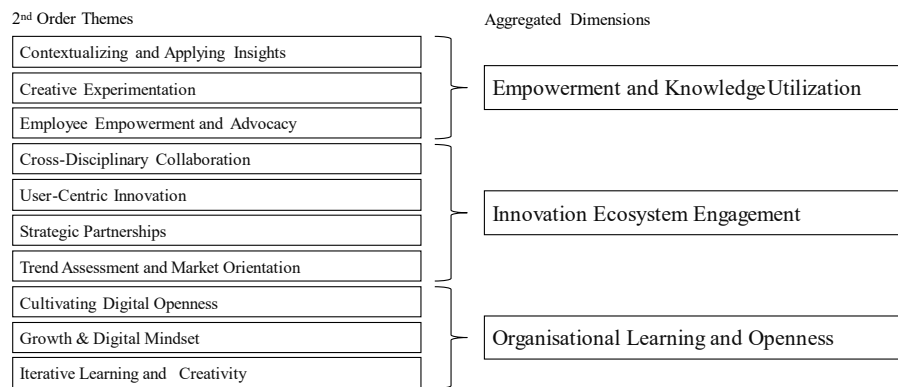 2nd Order Themes
Aggregated Dimensions
Contextualizing and Applying Insights
Creative Experimentation
Employee Empowerment and Advocacy
Empowerment and Knowledge Utilization
Cross-Disciplinary Collaboration
User-Centric Innovation
Strategic Partnerships
Trend Assessment and Market Orientation
Innovation Ecosystem Engagement
Cultivating Digital Openness
Growth & Digital Mindset
Iterative Learning and Creativity
Organisational Learning and Openness